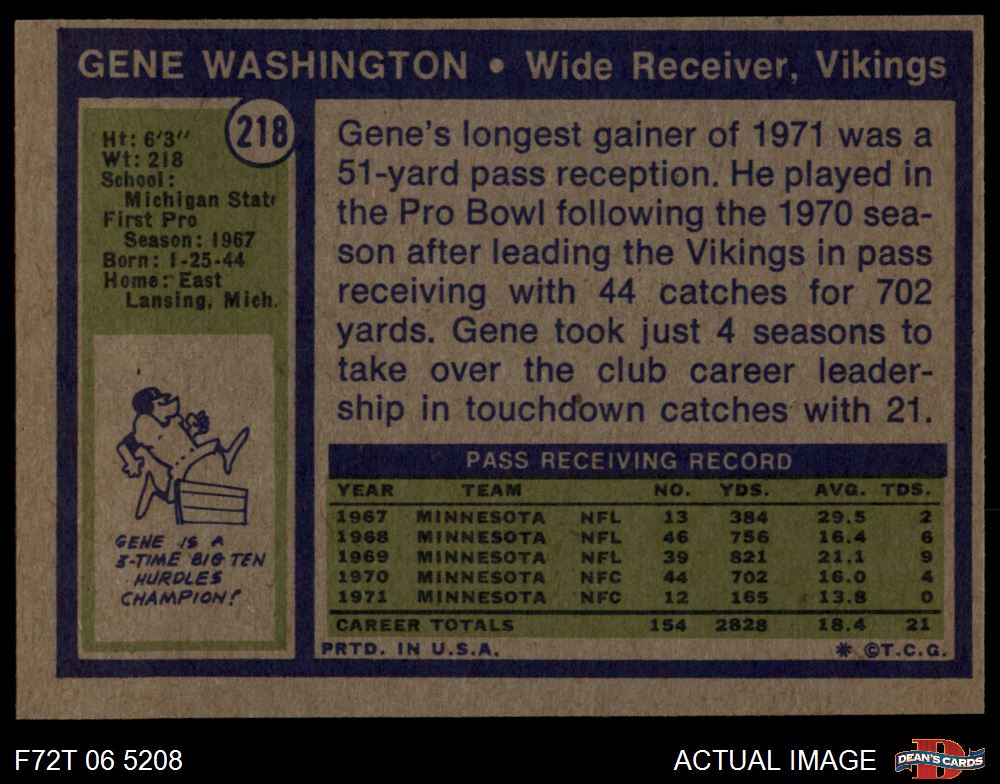 GENE WASHINGTON • Wide Receiver, Vikings
218
Ht: 6'3"
Wt: 218
School:
Michigan State
First Pro
Season: 1967
Born: 1-25-44
Home: East
Lansing, Mich.
GENE IS A
3-TIME BIG TEN
HURDLES
CHAMPION!
Gene's longest gainer of 1971 was a
51-yard pass reception. He played in
the Pro Bowl following the 1970 sea-
son after leading the Vikings in pass
receiving with 44 catches for 702
yards. Gene took just 4 seasons to
take over the club career leader-
ship in touchdown catches with 21.
PASS RECEIVING RECORD
YEAR TEAM NO. YDS. AVG. TDS.
1967 MINNESOTA NFL 13 384 29.5 2
1968 MINNESOTA NFL 46 756 16.4 6
1969 MINNESOTA NFL 39 821 21.1 9
1970 MINNESOTA NFC 44 702 16.0 4
1971 MINNESOTA NFC 12 165 13.8 0
CAREER TOTALS 154 2828 18.4 21
PRTD. IN U.S.A. * ©T.C.G.
F72T 06 5208 ACTUAL IMAGE D DEAN'S CARDS